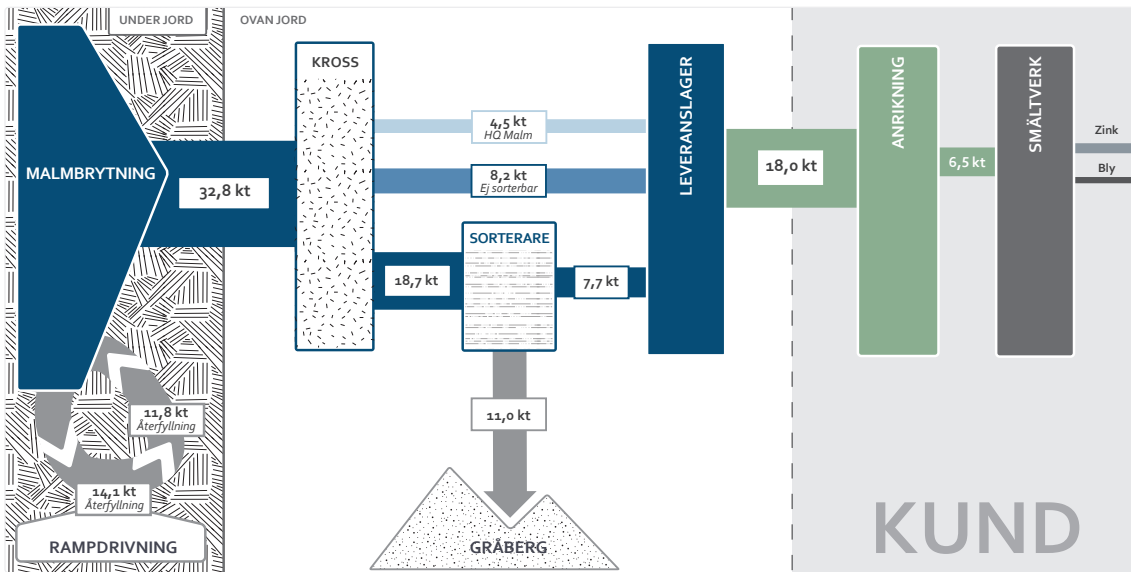 UNDER JORD
OVAN JORD
MALMBRYTNING
32,8 kt
KROSS
4,5 kt
HQ Malm
8,2 kt
Ej sorterbar
18,7 kt
SORTERARE
7,7 kt
LEVERANSLAGER
18,0 kt
ANRIKNING
6,5 kt
SMÄLTVERK
Zink
Bly
11,8 kt
Återfyllning
14,1 kt
Återfyllning
RAMPDRIVNING
11,0 kt
GRÅBERG
KUND